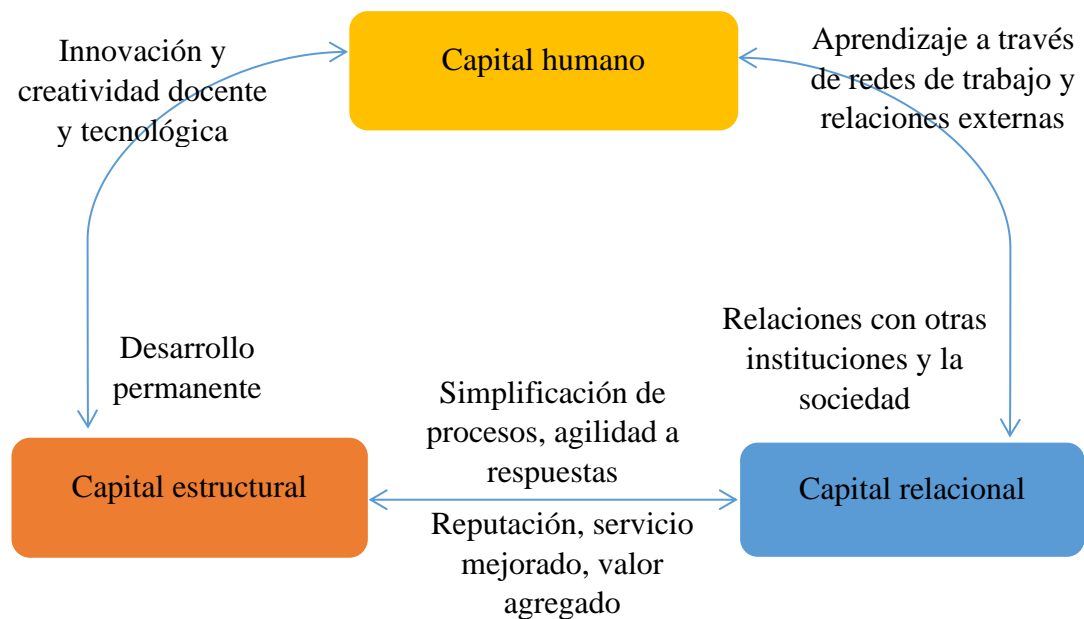 Innovación y
creatividad docente
y tecnológica
Capital humano
Aprendizaje a través
de redes de trabajo y
relaciones externas
Desarrollo
permanente
Relaciones con otras
instituciones y la
sociedad
Simplificación de
procesos, agilidad a
respuestas
Capital estructural
Capital relacional
Reputación, servicio
mejorado, valor
agregado